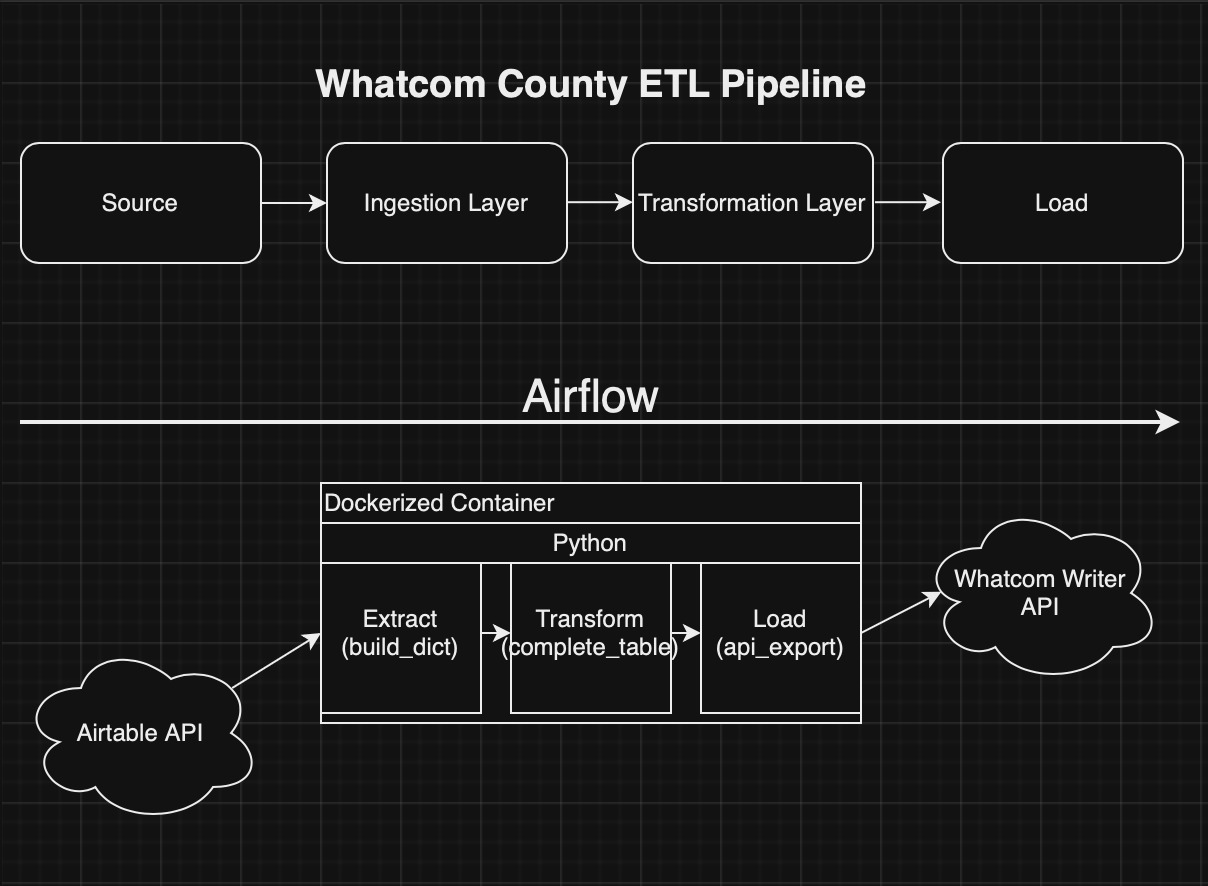 Whatcom County ETL Pipeline
Source
Ingestion Layer
Transformation Layer
Load
Airflow
Dockerized Container
Python
Extract
(build_dict)
Transform
(complete_table)
Load
(api_export)
Whatcom Writer
API
Airtable API